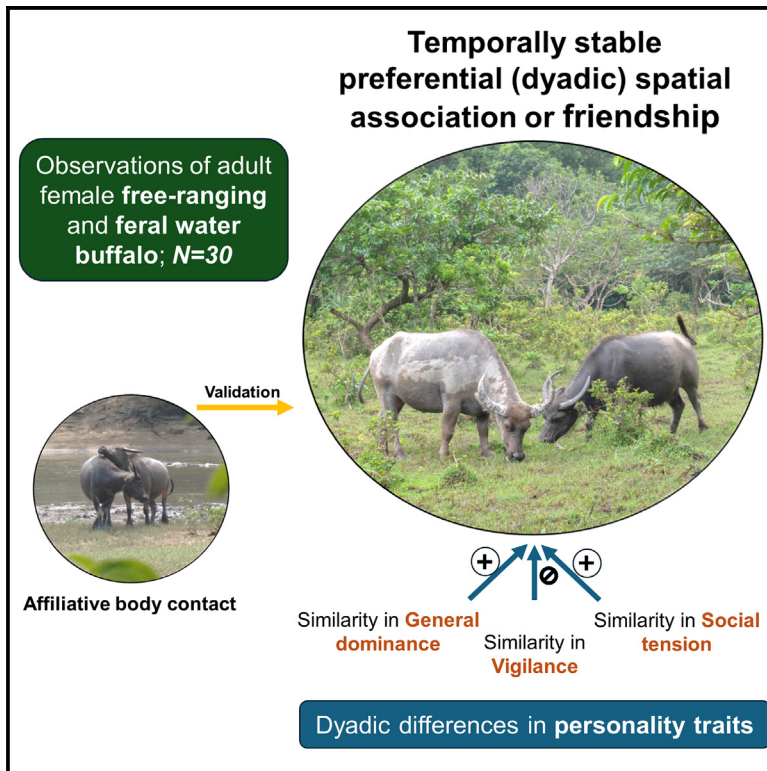 Temporally stable
preferential (dyadic) spatial
association or friendship
Observations of adult
female free-ranging
and feral water
buffalo; N=30
Validation
Affiliative body contact
+
+
Similarity in General
dominance
Similarity in
Vigilance
Similarity in Social
tension
Dyadic differences in personality traits